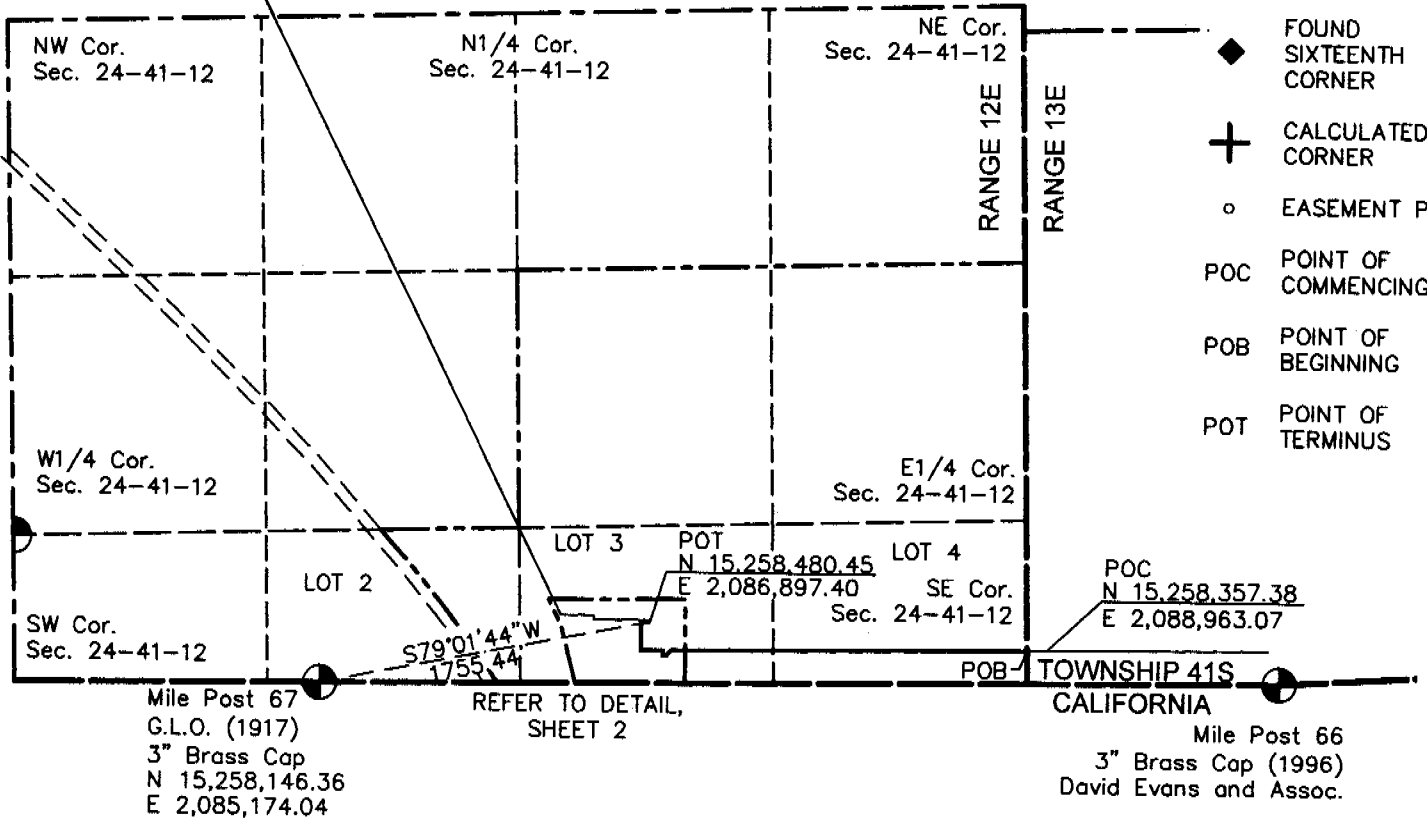 NW Cor.
Sec. 24-41-12
N1/4 Cor.
Sec. 24-41-12
NE Cor.
Sec. 24-41-12
RANGE 12E
RANGE 13E
FOUND
SIXTEENTH
CORNER
CALCULATED
CORNER
EASEMENT P
POC
POINT OF
COMMENCING
POB
POINT OF
BEGINNING
POT
POINT OF
TERMINUS
W1/4 Cor.
Sec. 24-41-12
E1/4 Cor.
Sec. 24-41-12
LOT 2
LOT 3
LOT 4
POT
N 15,258,480.45
E 2,086,897.40
SE Cor.
Sec. 24-41-12
POC
N 15,258,357.38
E 2,088,963.07
SW Cor.
Sec. 24-41-12
S79°01'44"W
1755.44
POB
TOWNSHIP 41S
CALIFORNIA
REFER TO DETAIL,
SHEET 2
Mile Post 67
G.L.O. (1917)
3" Brass Cap
N 15,258,146.36
E 2,085,174.04
Mile Post 66
3" Brass Cap (1996)
David Evans and Assoc.